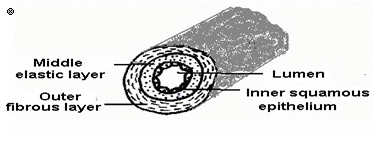 Middle
elastic layer
Outer
fibrous layer
Lumen
Inner squamous
epithelium